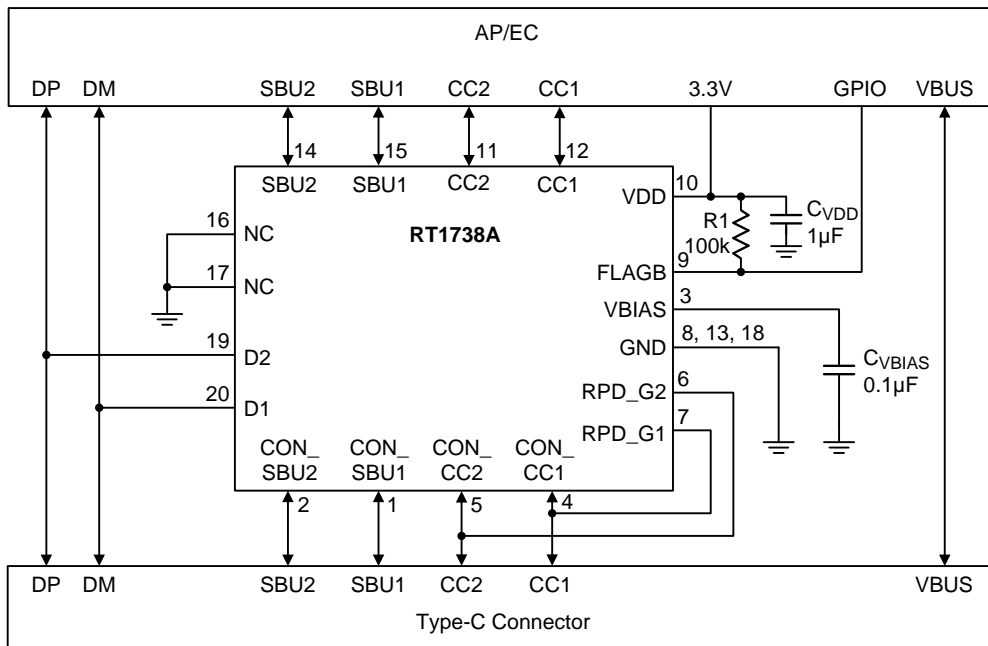 AP/EC
DP DM SBU2 SBU1 CC2 CC1 3.3V GPIO VBUS
14 15 11 12
SBU2 SBU1 CC2 CC1
RT1738A
16
NC
17
NC
19
D2
20
D1
10
VDD
R1
100k
CVDD
1µF
9
FLAGB
3
VBIAS
8, 13, 18
GND
CVBIAS
0.1µF
6
RPD_G2
7
RPD_G1
CON_ CON_ CON_ CON_
SBU2 SBU1 CC2 CC1
2 1 5 4
DP DM SBU2 SBU1 CC2 CC1 VBUS
Type-C Connector